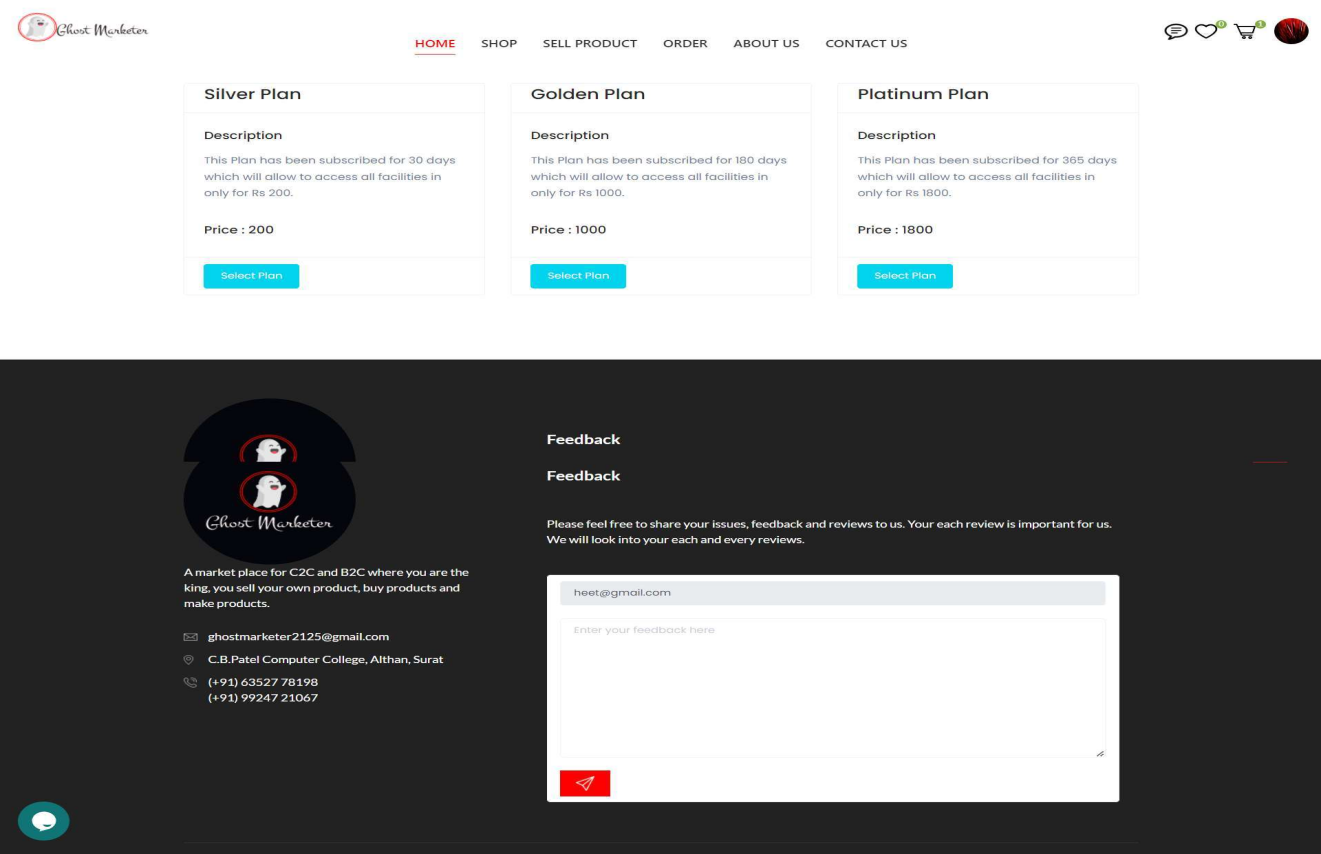 Ghost Marketer
HOME SHOP SELL PRODUCT ORDER ABOUT US CONTACT US
0 1
Silver Plan
Description
This Plan has been subscribed for 30 days
which will allow to access all facilities in
only for Rs 200.
Price : 200
Select Plan
Golden Plan
Description
This Plan has been subscribed for 180 days
which will allow to access all facilities in
only for Rs 1000.
Price : 1000
Select Plan
Platinum Plan
Description
This Plan has been subscribed for 365 days
which will allow to access all facilities in
only for Rs 1800.
Price : 1800
Select Plan
Ghost Marketer
A market place for C2C and B2C where you are the
king, you sell your own product, buy products and
make products.
ghostmarketer2125@gmail.com
C.B.Patel Computer College, Althan, Surat
(+91) 63527 78198
(+91) 99247 21067
Feedback
Feedback
Please feel free to share your issues, feedback and reviews to us. Your each review is important for us.
We will look into your each and every reviews.
heet@gmail.com
Enter your feedback here